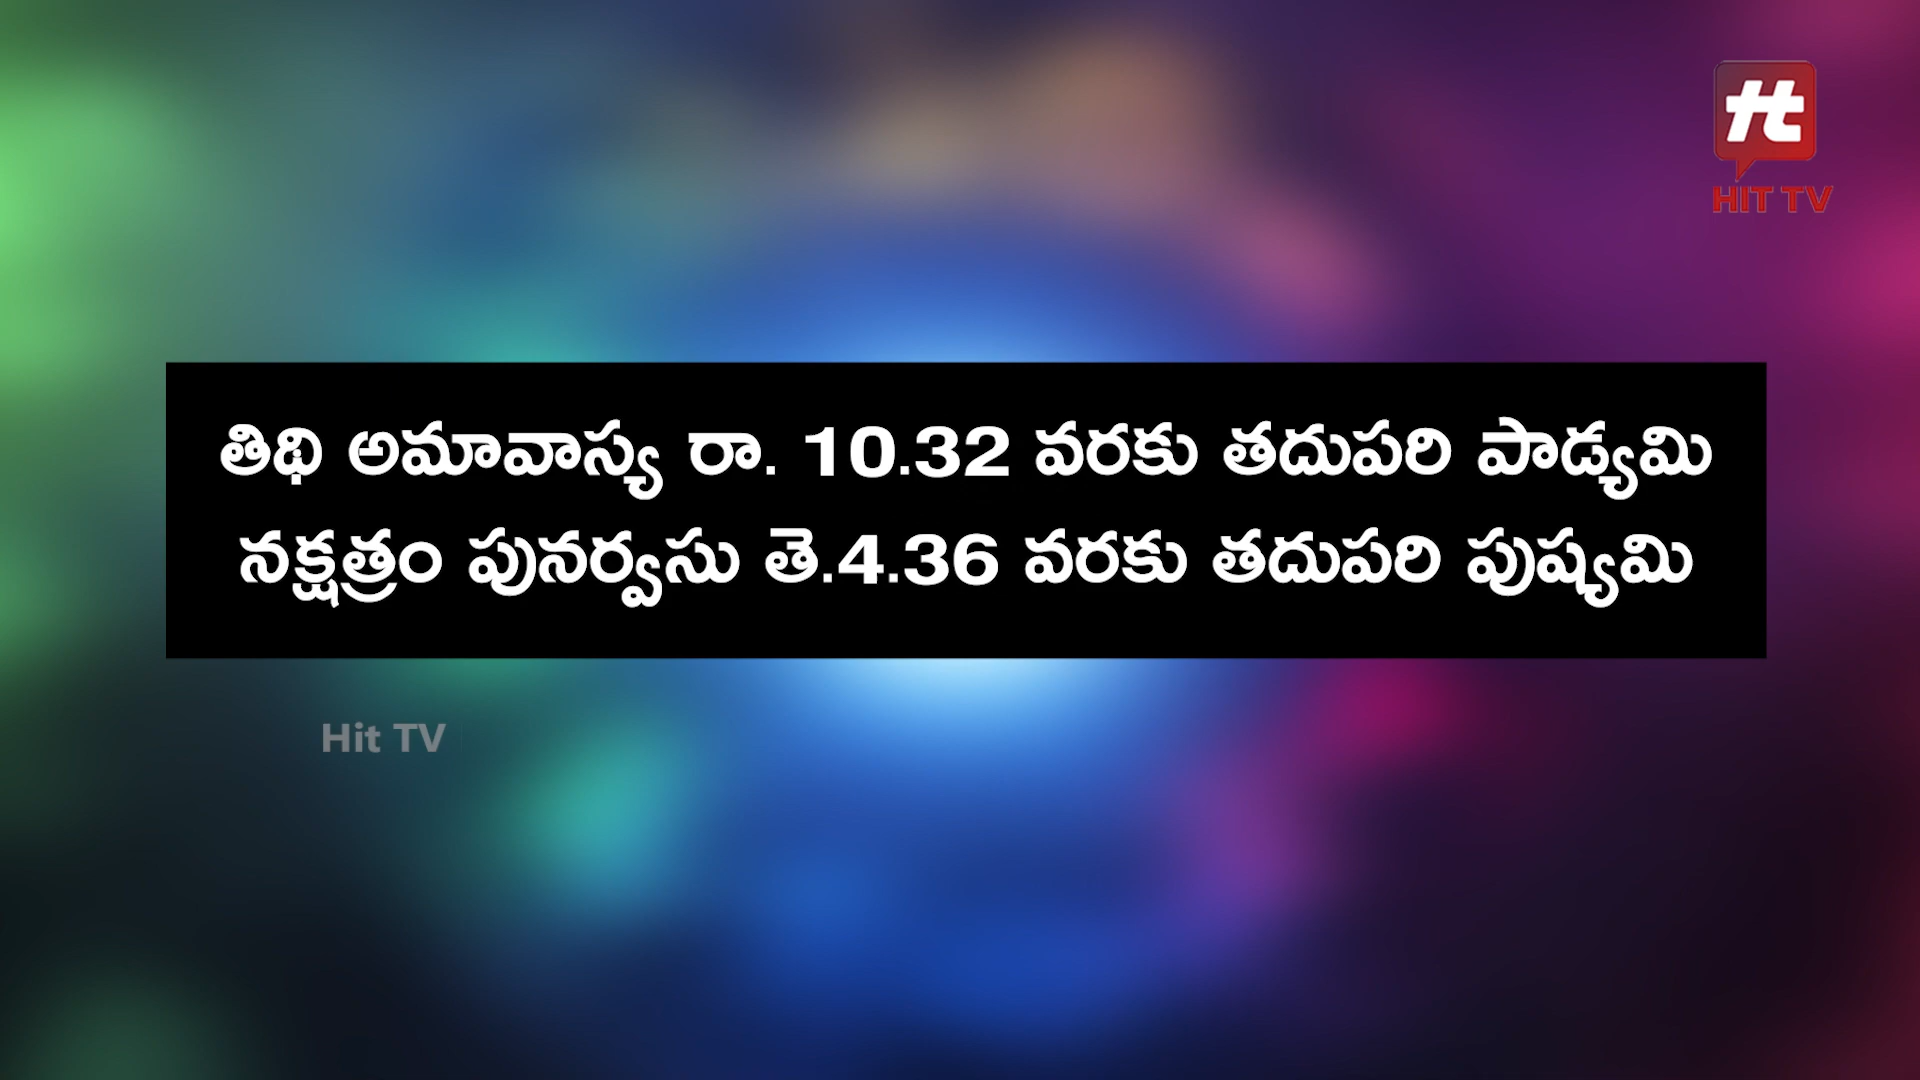 HIT TV
తిథి అమావాస్య రా. 10.32 వరకు తదుపరి పాడ్యమి
నక్షత్రం పునర్వసు తె.4.36 వరకు తదుపరి పుష్యమి
Hit TV